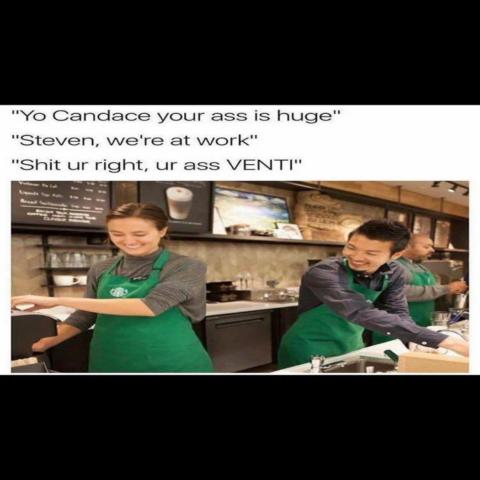 "Yo Candace your ass is huge"
"Steven, we're at work"
"Shit ur right, ur ass VENTI"